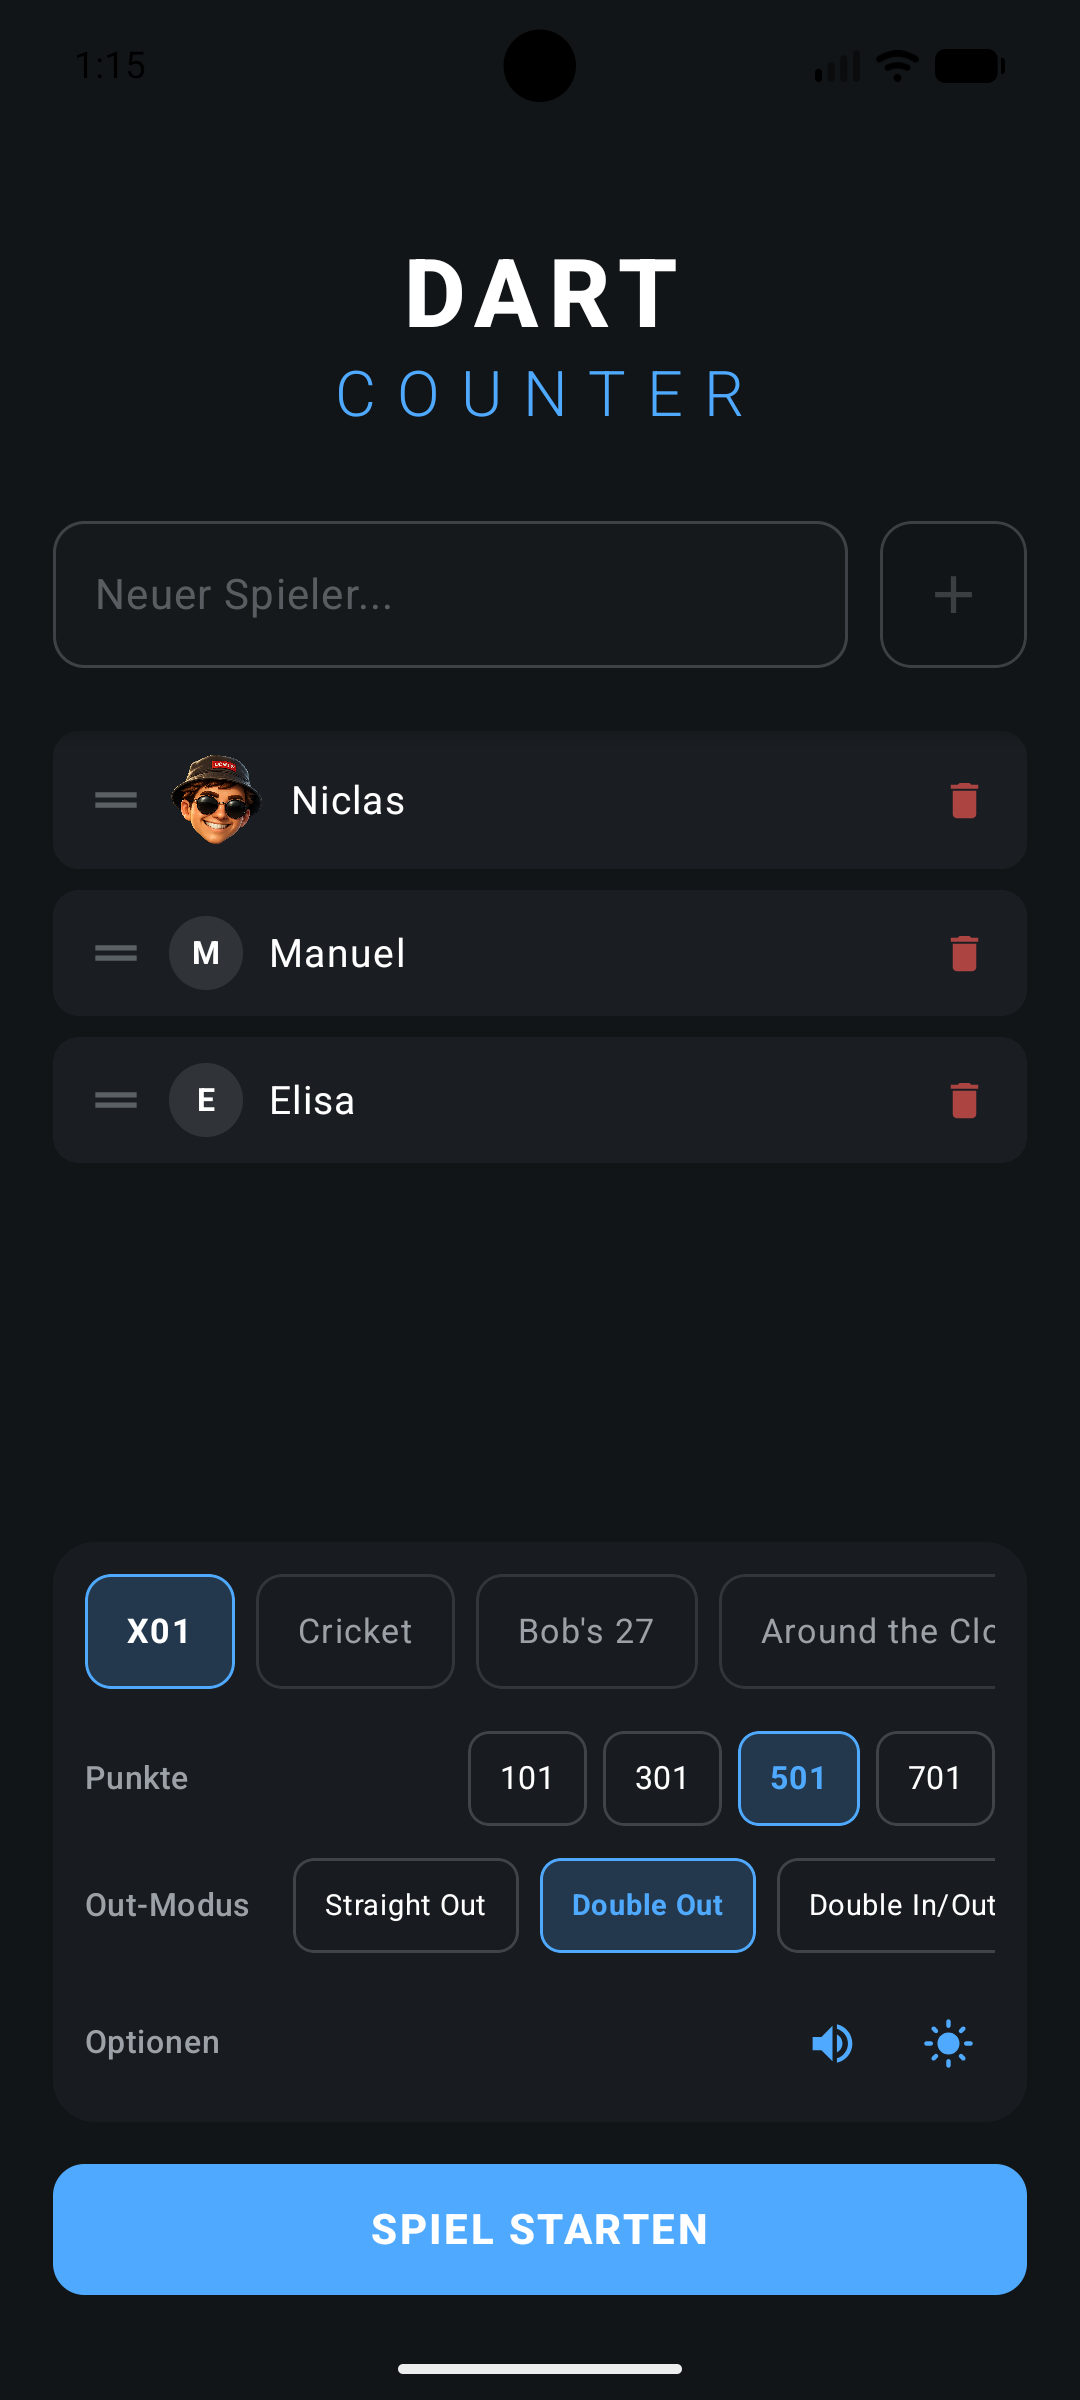 1:15
DART
COUNTER
Neuer Spieler...
Niclas
M Manuel
E Elisa
X01 Cricket Bob's 27 Around the Clo
Punkte 101 301 501 701
Out-Modus Straight Out Double Out Double In/Out
Optionen
SPIEL STARTEN